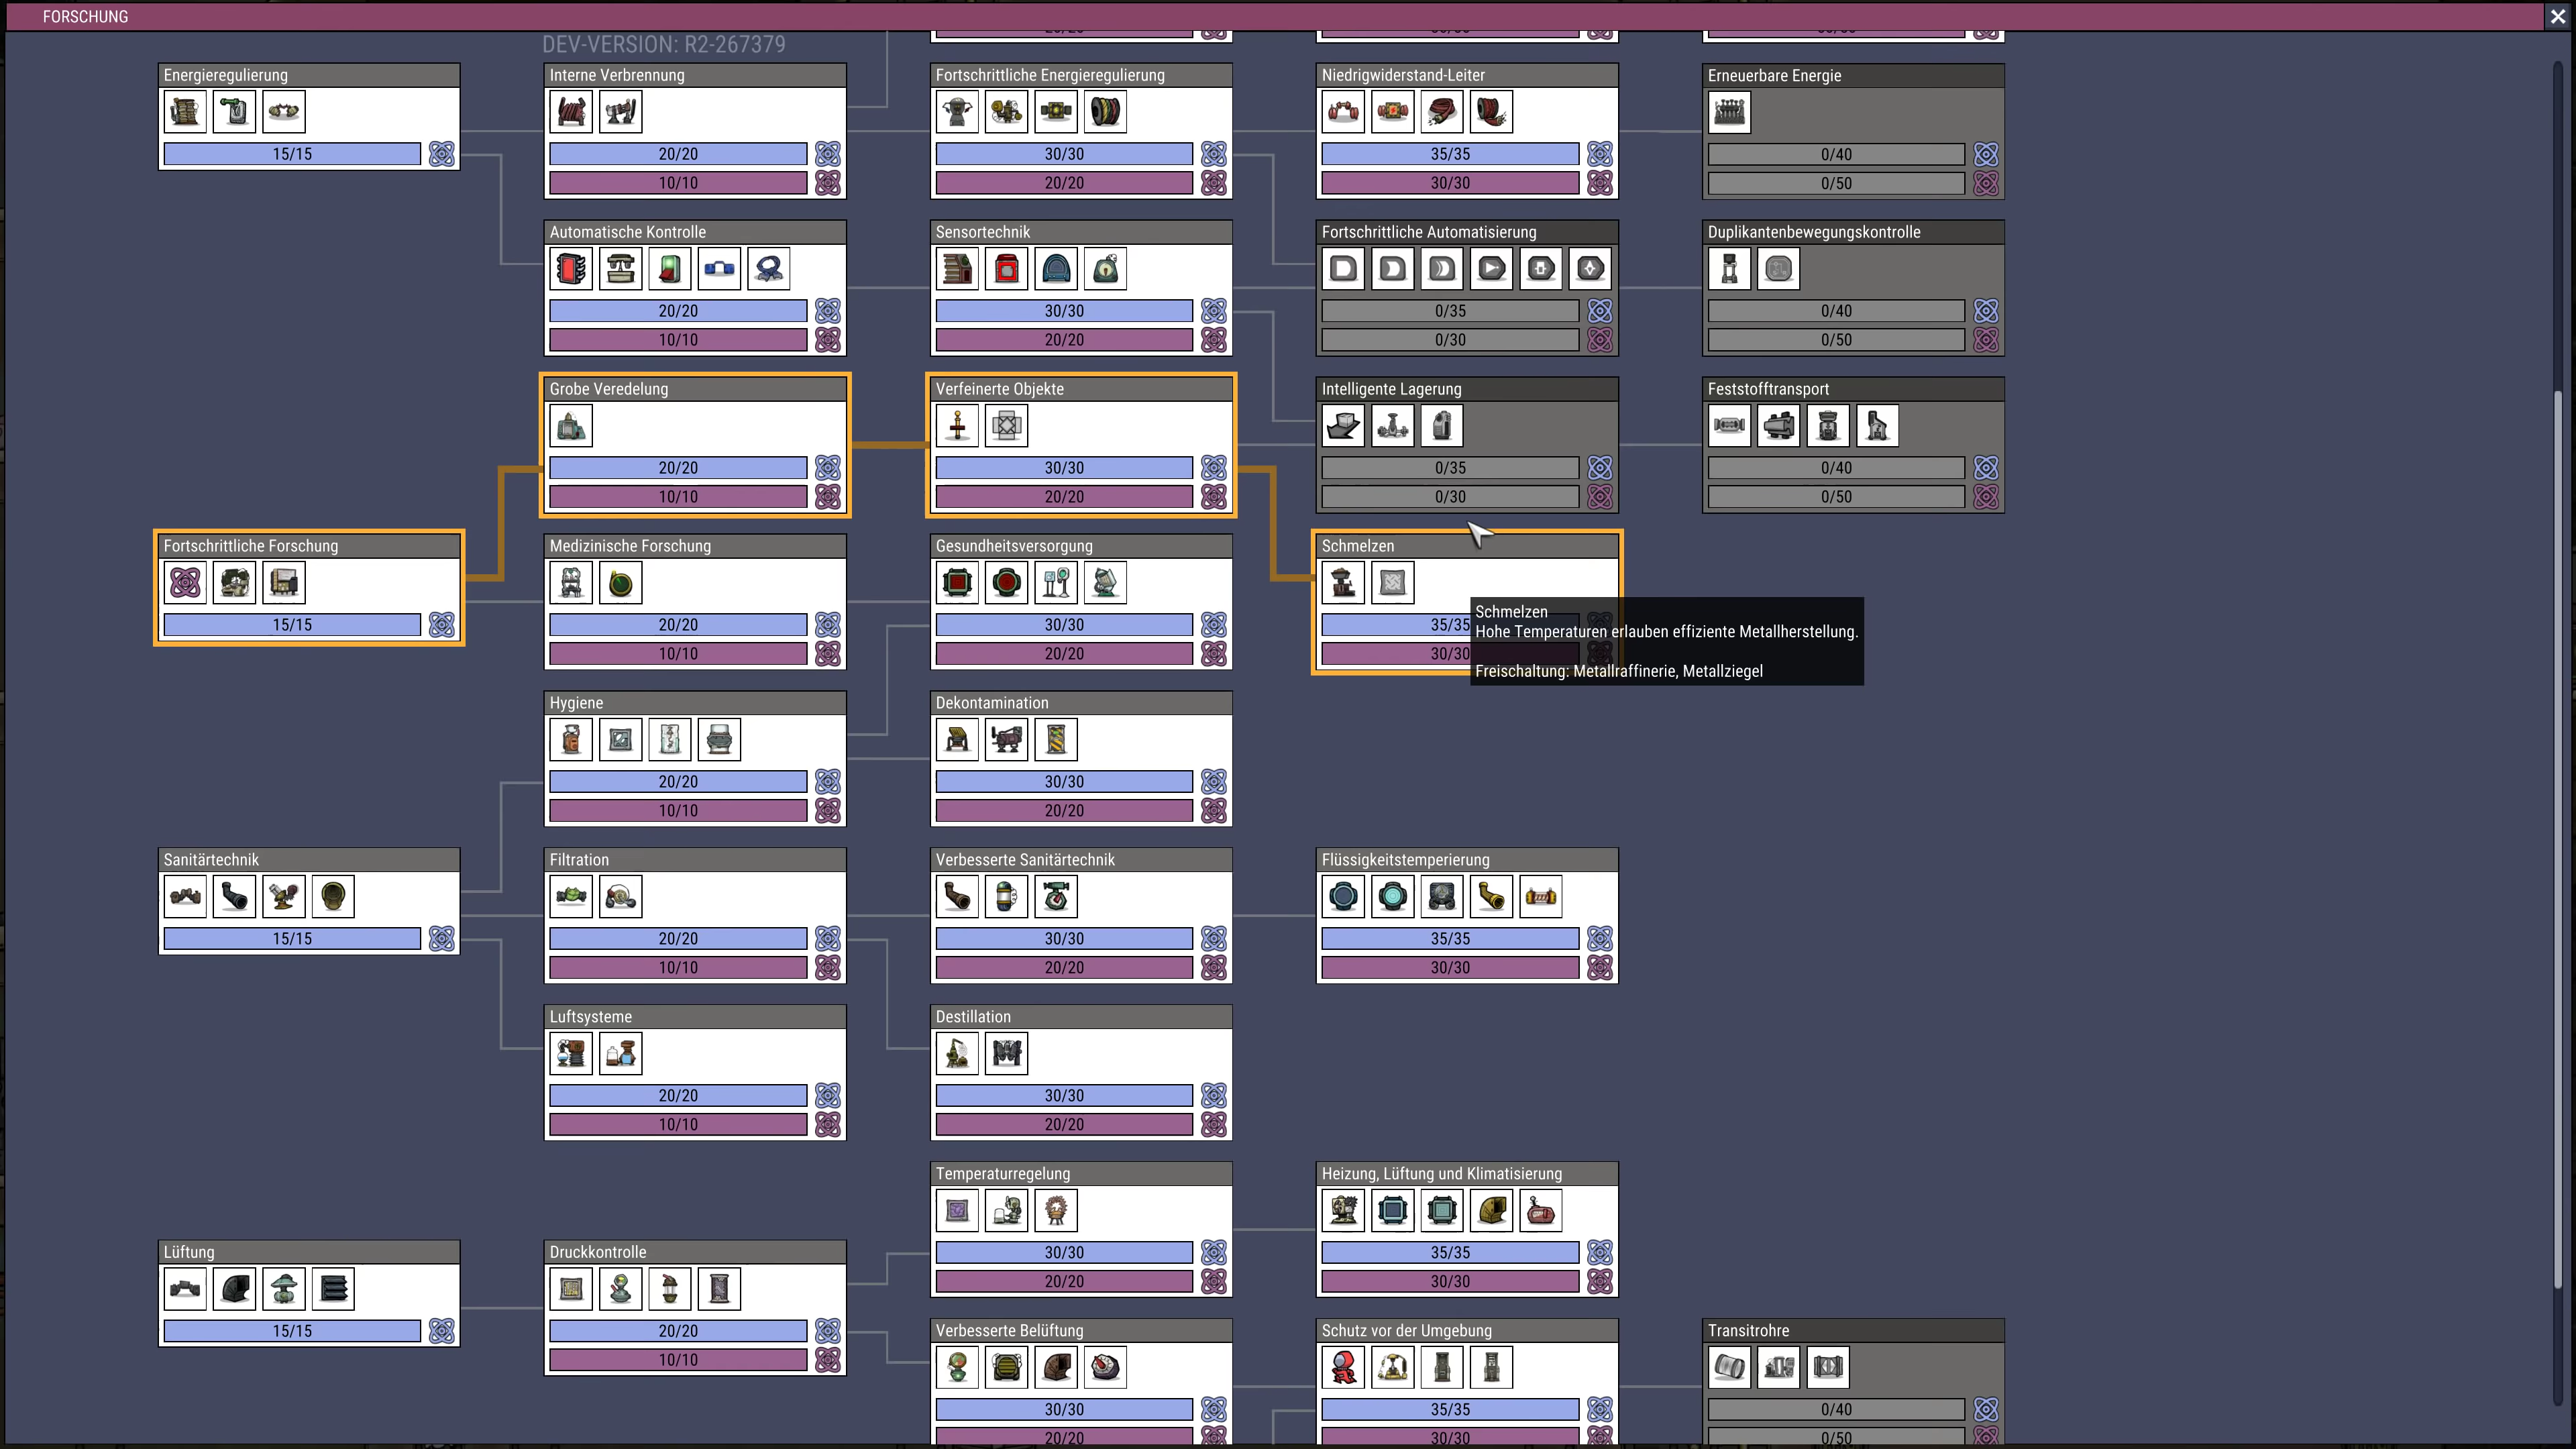 FORSCHUNG
DEV-VERSION: R2-267379
Energieregulierung
15/15
Interne Verbrennung
20/20
10/10
Fortschrittliche Energieregulierung
30/30
20/20
Niedrigwiderstand-Leiter
35/35
30/30
Erneuerbare Energie
0/40
0/50
Automatische Kontrolle
20/20
10/10
Sensortechnik
30/30
20/20
Fortschrittliche Automatisierung
0/35
0/30
Duplikantenbewegungskontrolle
0/40
0/50
Grobe Veredelung
20/20
10/10
Verfeinerte Objekte
30/30
20/20
Intelligente Lagerung
0/35
0/30
Feststofftransport
0/40
0/50
Fortschrittliche Forschung
15/15
Medizinische Forschung
20/20
10/10
Gesundheitsversorgung
30/30
20/20
Schmelzen
35/35
30/30
Schmelzen
Hohe Temperaturen erlauben effiziente Metallherstellung.
Freischaltung: Metallraffinerie, Metallziegel
Hygiene
20/20
10/10
Dekontamination
30/30
20/20
Sanitärtechnik
15/15
Filtration
20/20
10/10
Verbesserte Sanitärtechnik
30/30
20/20
Flüssigkeitstemperierung
35/35
30/30
Luftsysteme
20/20
10/10
Destillation
30/30
20/20
Temperaturregelung
30/30
20/20
Heizung, Lüftung und Klimatisierung
35/35
30/30
Lüftung
15/15
Druckkontrolle
20/20
10/10
Verbesserte Belüftung
30/30
20/20
Schutz vor der Umgebung
35/35
30/30
Transitrohre
0/40
0/50